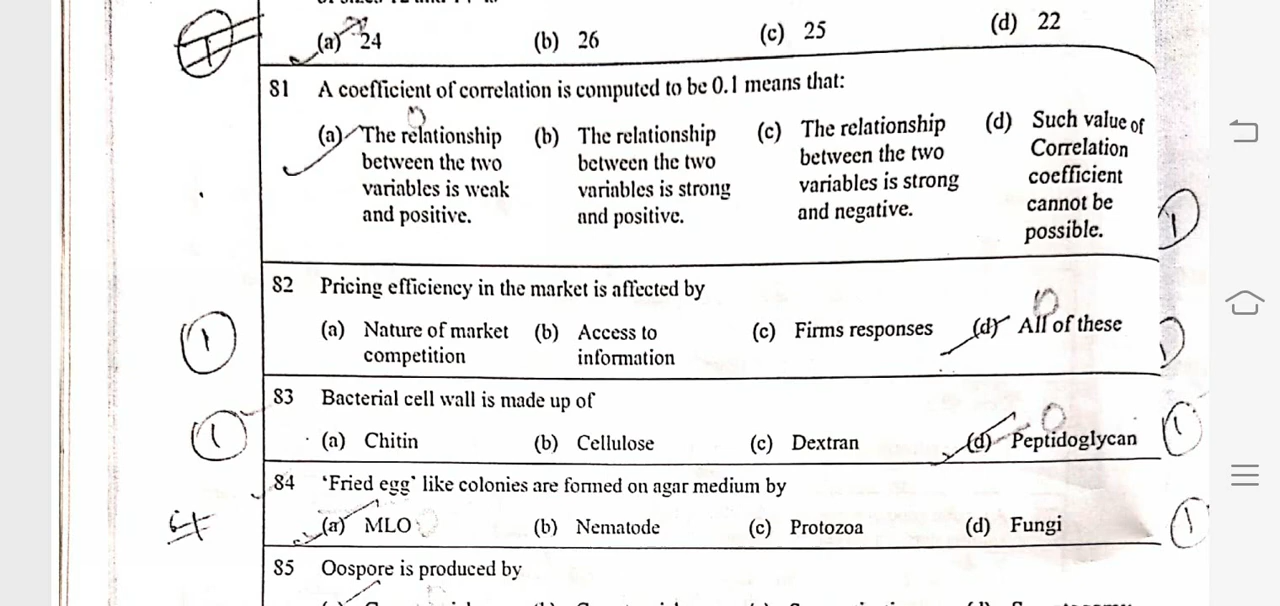 (a) 24 (b) 26 (c) 25 (d) 22
81 A coefficient of correlation is computed to be 0.1 means that:
(a) The relationship (b) The relationship (c) The relationship (d) Such value of
between the two between the two between the two Correlation
variables is weak variables is strong variables is strong coefficient
and positive. and positive. and negative. cannot be
possible.
82 Pricing efficiency in the market is affected by
(a) Nature of market (b) Access to (c) Firms responses (d) All of these
competition information
83 Bacterial cell wall is made up of
(a) Chitin (b) Cellulose (c) Dextran (d) Peptidoglycan
84 'Fried egg' like colonies are formed on agar medium by
(a) MLO (b) Nematode (c) Protozoa (d) Fungi
85 Oospore is produced by